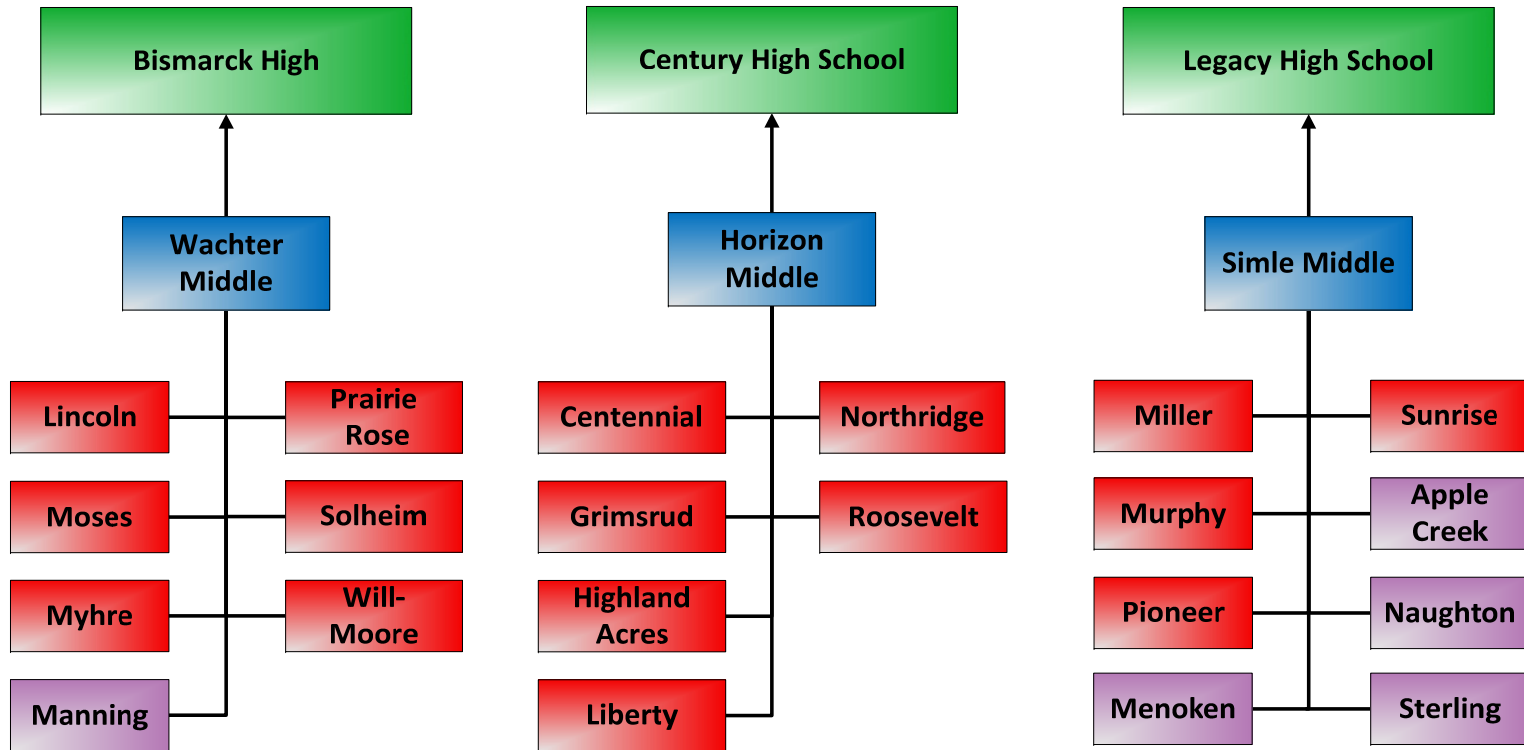 Bismarck High
Century High School
Legacy High School
Wachter
Middle
Horizon
Middle
Simle Middle
Lincoln
Prairie
Rose
Moses
Solheim
Myhre
Will-
Moore
Manning
Centennial
Northridge
Grimsrud
Roosevelt
Highland
Acres
Liberty
Miller
Sunrise
Murphy
Apple
Creek
Pioneer
Naughton
Menoken
Sterling